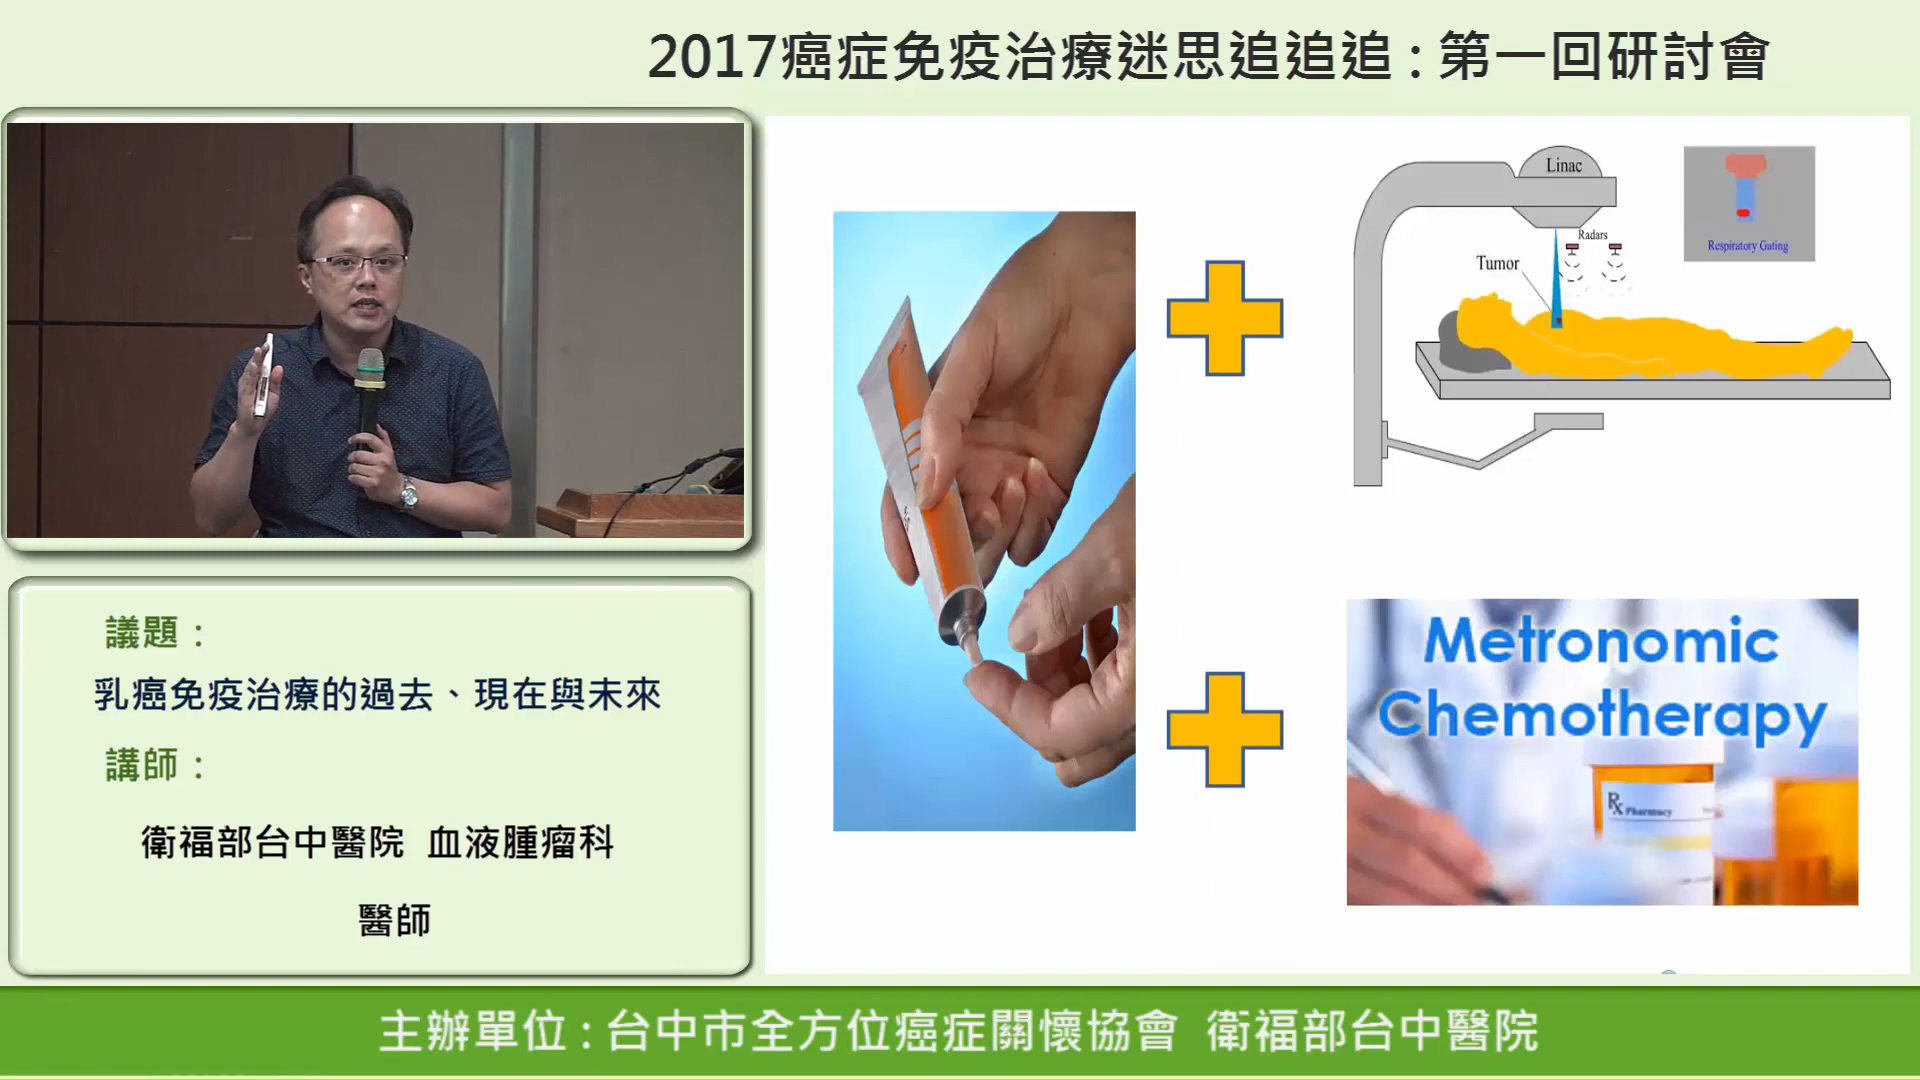 2017癌症免疫治療迷思追追追：第一回研討會
議題：
乳癌免疫治療的過去、現在與未來
講師：
衛福部台中醫院 血液腫瘤科
醫師
Linac
Radars
Tumor
Respiratory Gating
Metronomic
Chemotherapy
Rx Pharmacy
主辦單位：台中市全方位癌症關懷協會 衛福部台中醫院